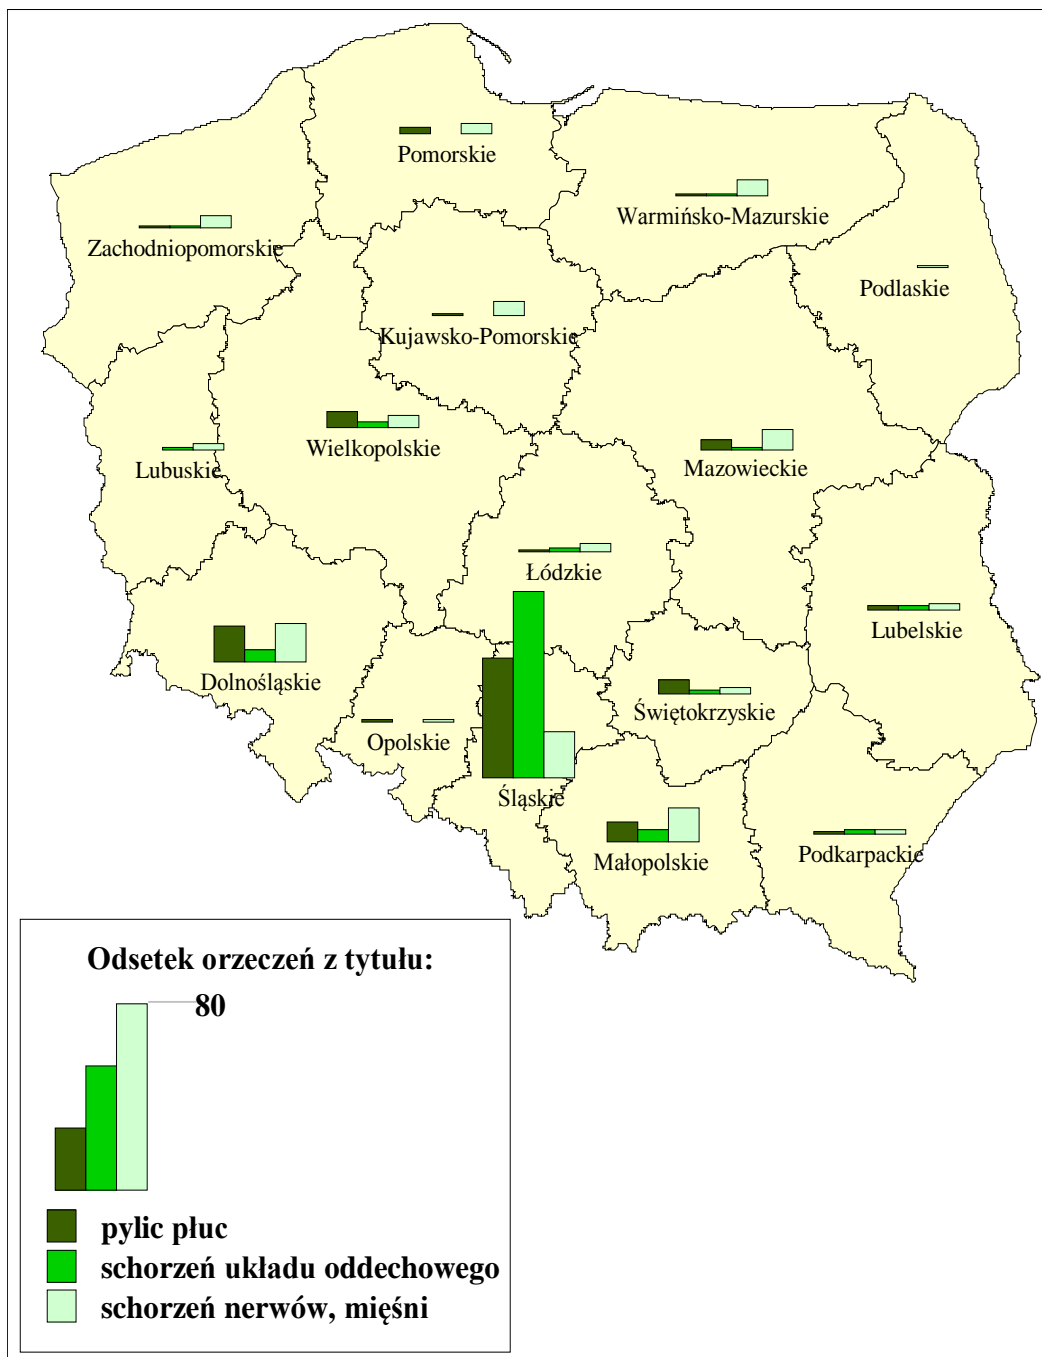 Pomorskie
Warmińsko-Mazurskie
Zachodniopomorskie
Podlaskie
Kujawsko-Pomorskie
Wielkopolskie
Mazowieckie
Lubuskie
Łódzkie
Lubelskie
Dolnośląskie
Świętokrzyskie
Opolskie
Śląskie
Małopolskie
Podkarpackie
Odsetek orzeczeń z tytułu:
80
pylic płuc
schorzeń układu oddechowego
schorzeń nerwów, mięśni